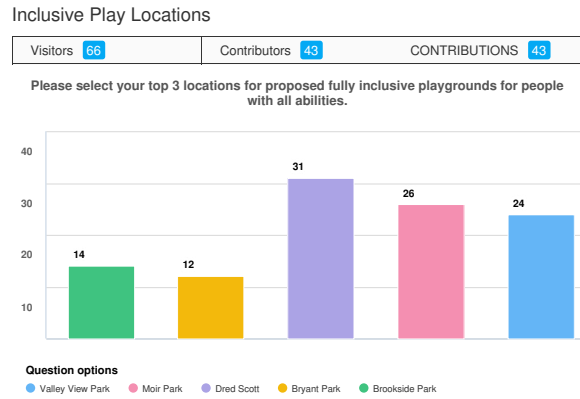 Inclusive Play Locations
Visitors 66 Contributors 43 CONTRIBUTIONS 43
Please select your top 3 locations for proposed fully inclusive playgrounds for people
with all abilities.
40
30
20
10
14
12
31
26
24
Question options
Valley View Park Moir Park Dred Scott Bryant Park Brookside Park